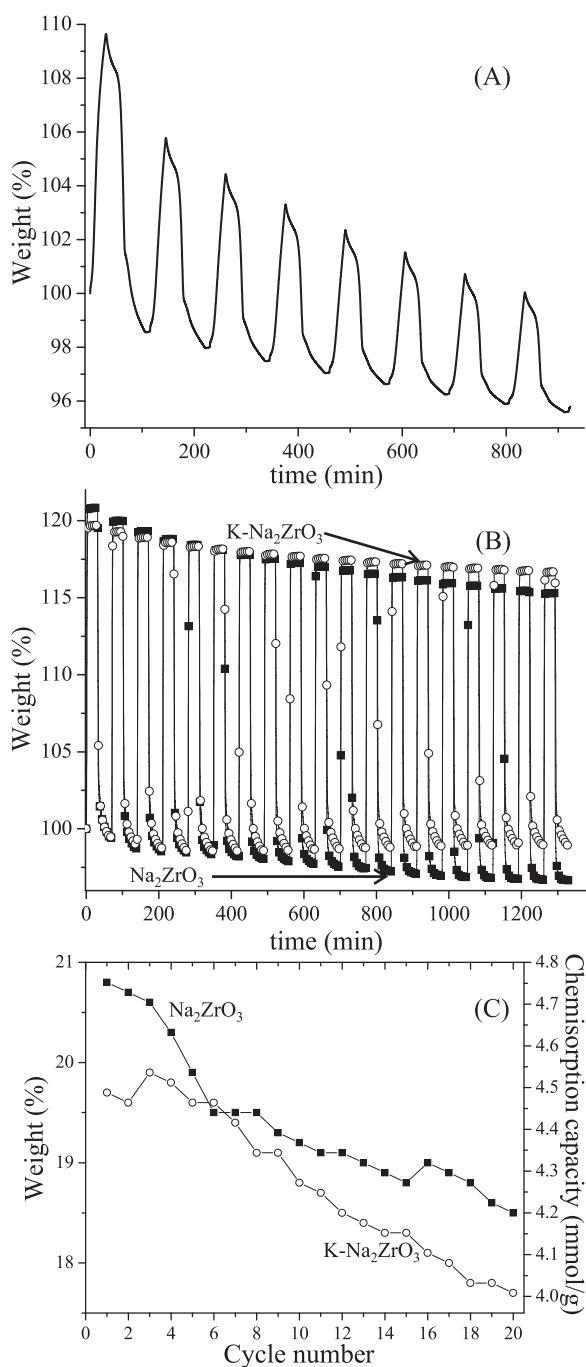 110
(A)
108
106
104
102
100
98
96
Weight (%)
0 200 400 600 800
time (min)
120
K-Na₂ZrO₃
(B)
115
110
105
100
Weight (%)
Na₂ZrO₃
0 200 400 600 800 1000 1200
time (min)
21
4.8
Na₂ZrO₃
(C)
4.7
4.6
20
4.5
4.4
19
4.3
4.2
K-Na₂ZrO₃
4.1
18
4.0
Weight (%)
Chemisorption capacity (mmol/g)
0 2 4 6 8 10 12 14 16 18 20
Cycle number